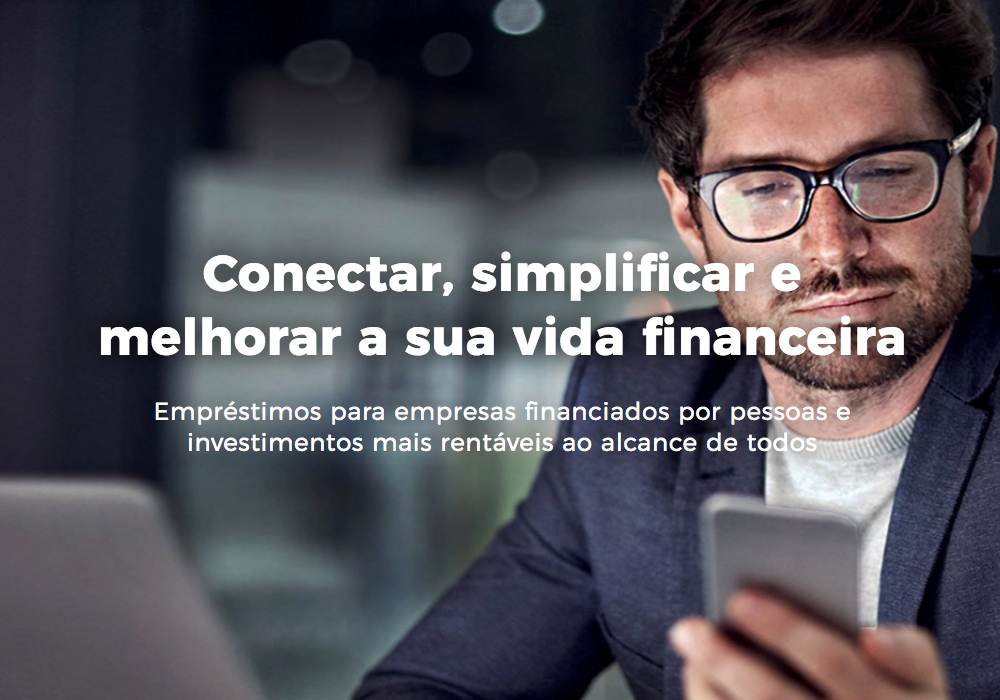 Conectar, simplificar e
melhorar a sua vida financeira
Empréstimos para empresas financiados por pessoas e
investimentos mais rentáveis ao alcance de todos